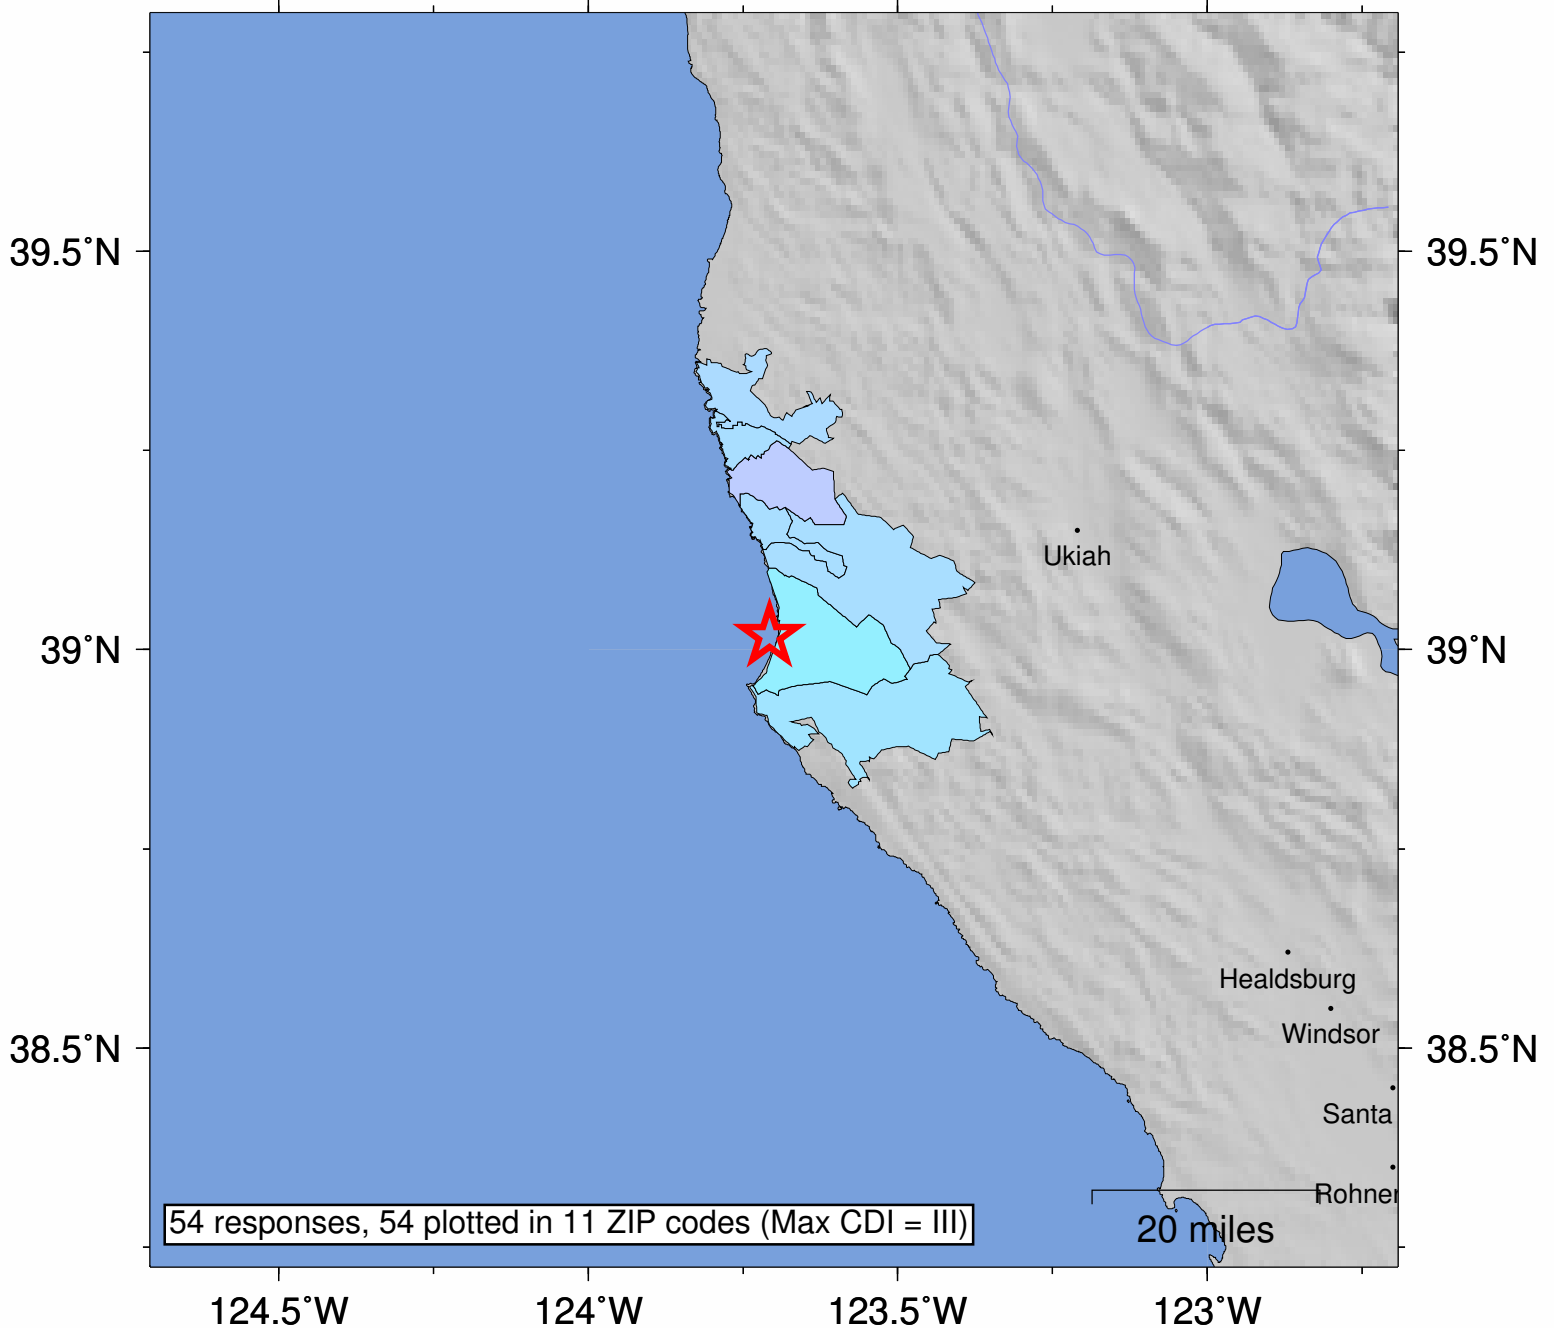 39.5°N
39.5°N
Ukiah
39°N
39°N
Healdsburg
Windsor
38.5°N
38.5°N
Santa
Rohner
54 responses, 54 plotted in 11 ZIP codes (Max CDI = III)
20 miles
124.5°W
124°W
123.5°W
123°W